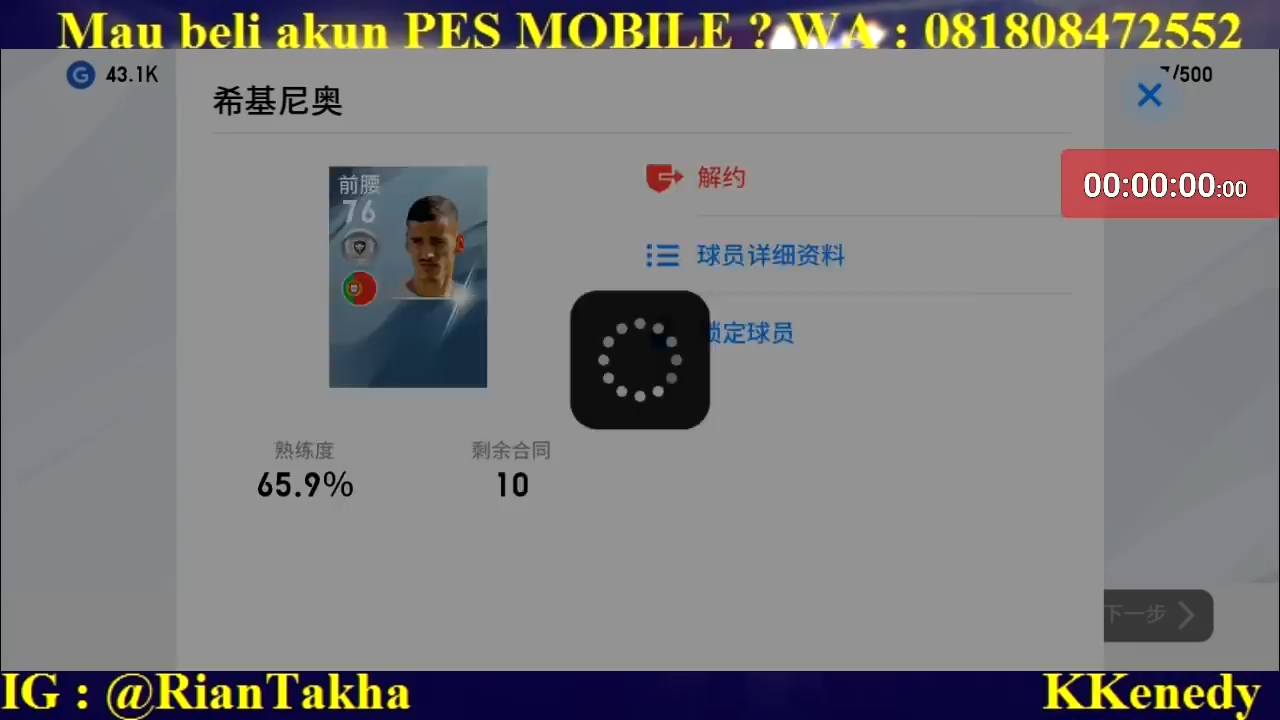 Mau beli akun PES MOBILE ? WA : 081808472552
G 43.1K
7/500
希基尼奥
前腰
76
解约
00:00:00:00
球员详细资料
锁定球员
熟练度
剩余合同
65.9%
10
下一步
IG : @RianTakha
KKenedy